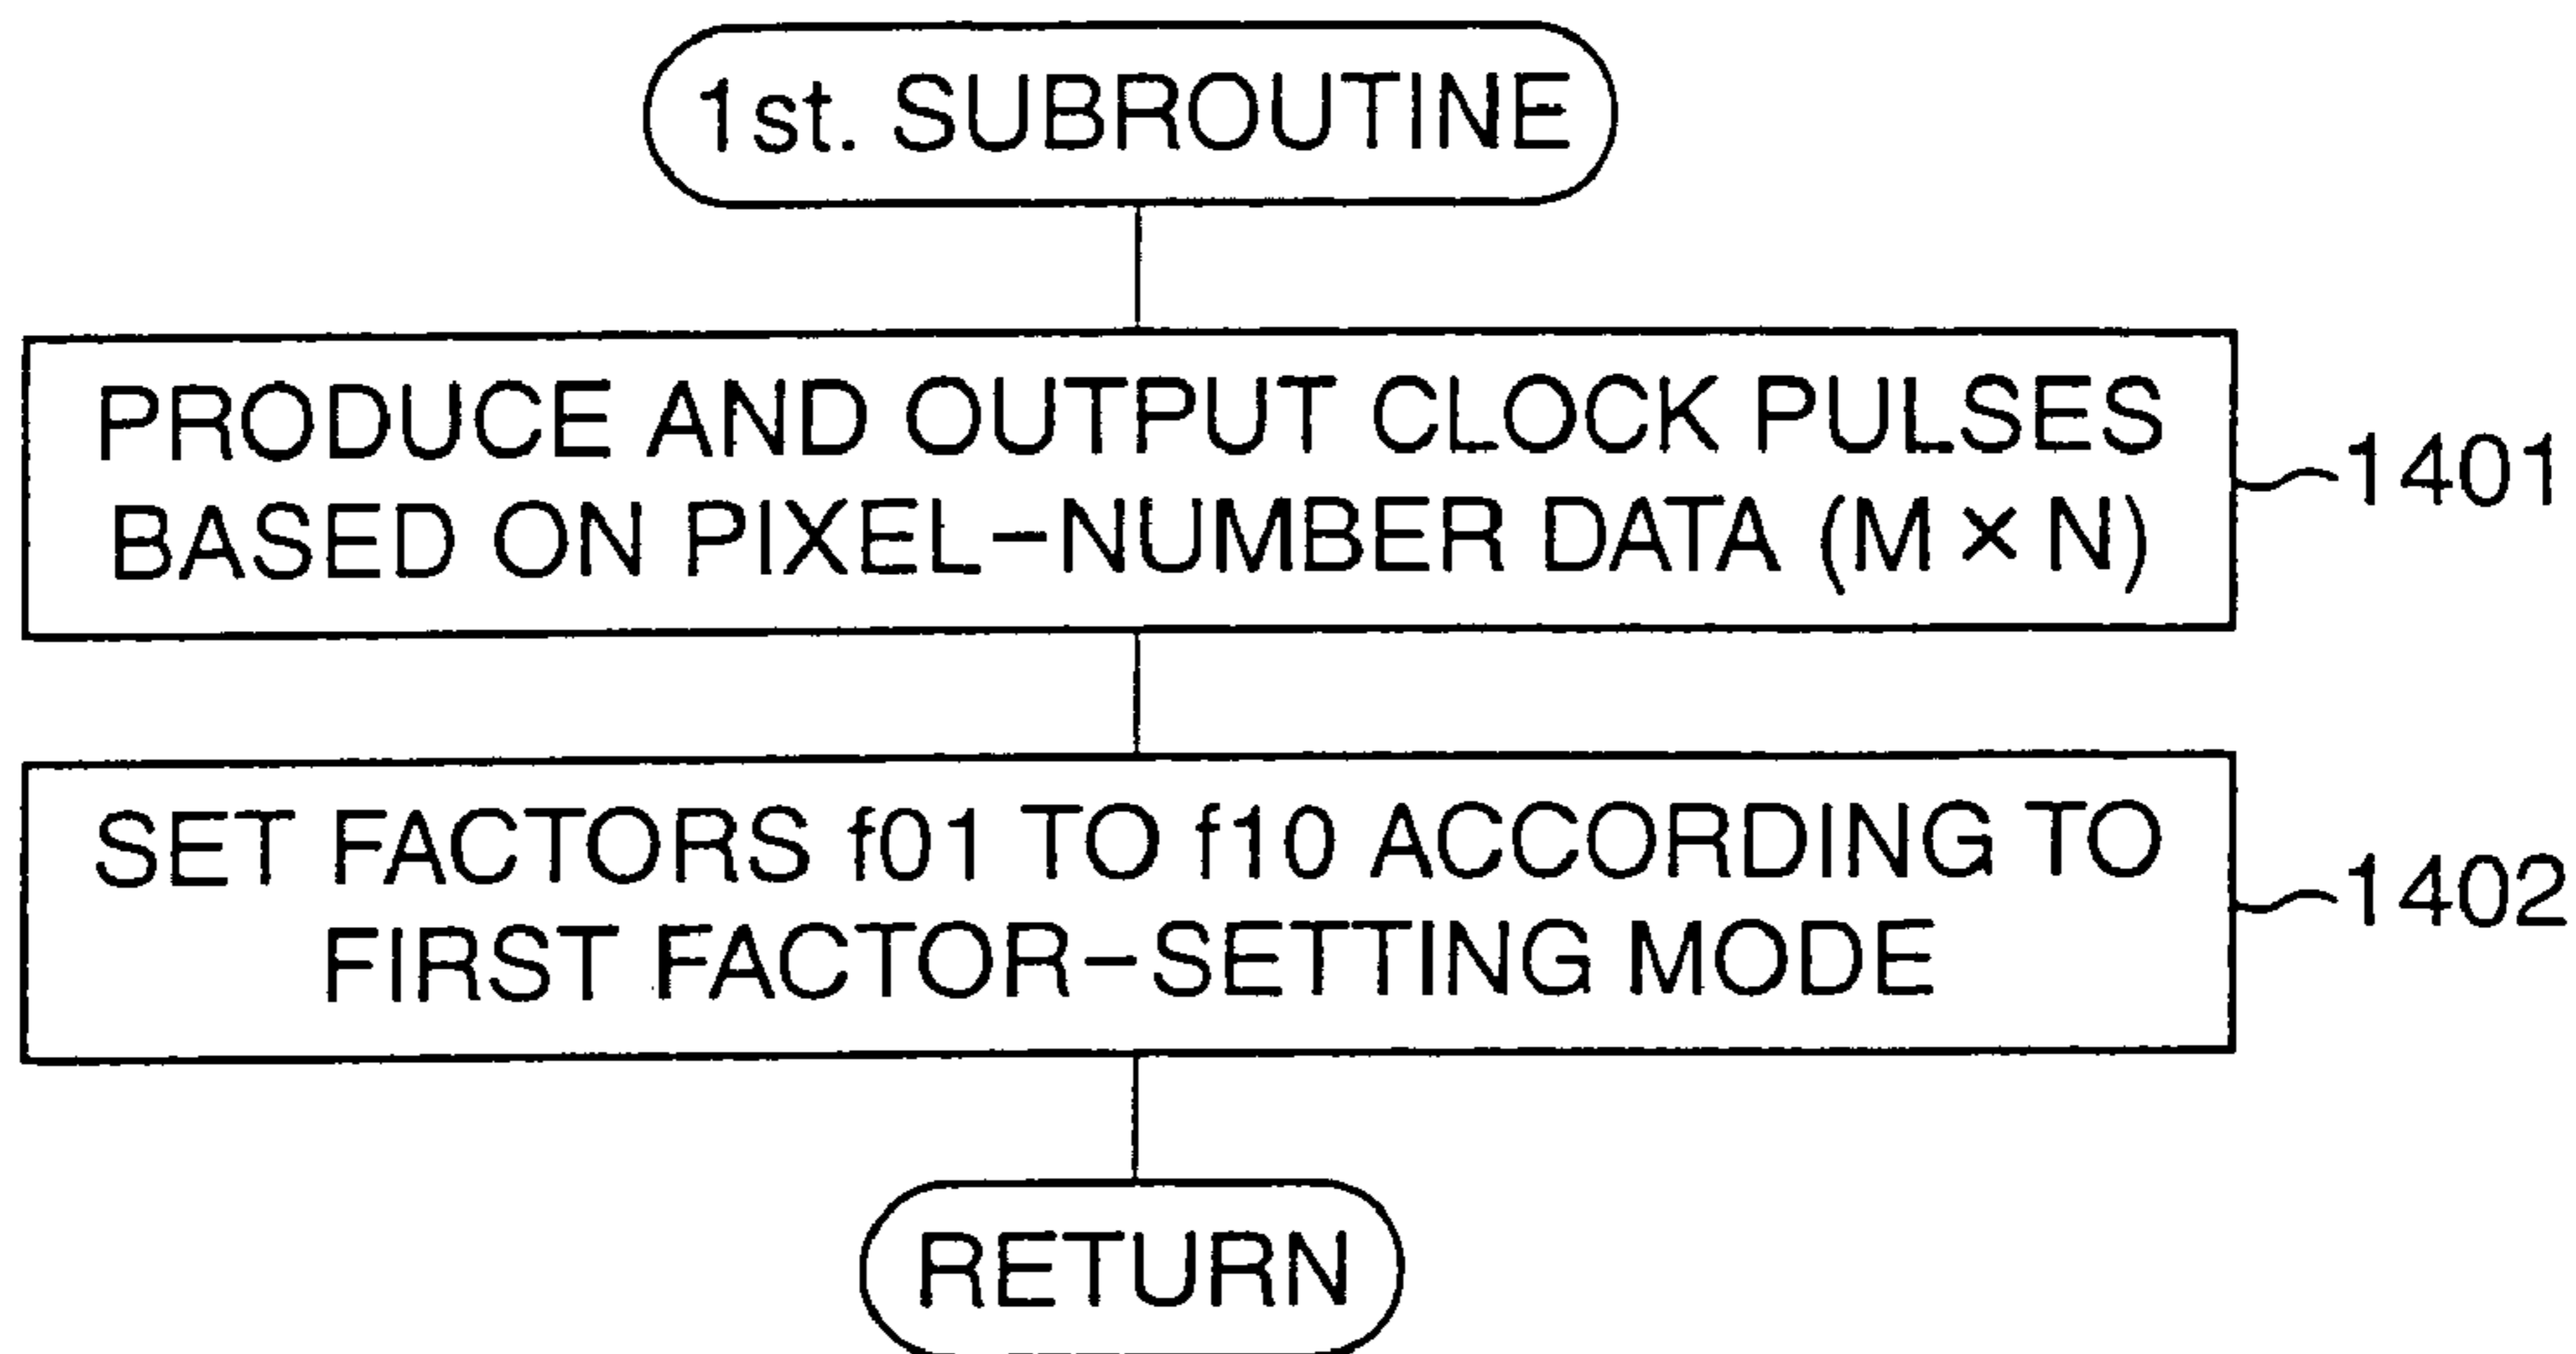 1st. SUBROUTINE
PRODUCE AND OUTPUT CLOCK PULSES
BASED ON PIXEL-NUMBER DATA (M × N)
1401
SET FACTORS f01 TO f10 ACCORDING TO
FIRST FACTOR-SETTING MODE
1402
RETURN